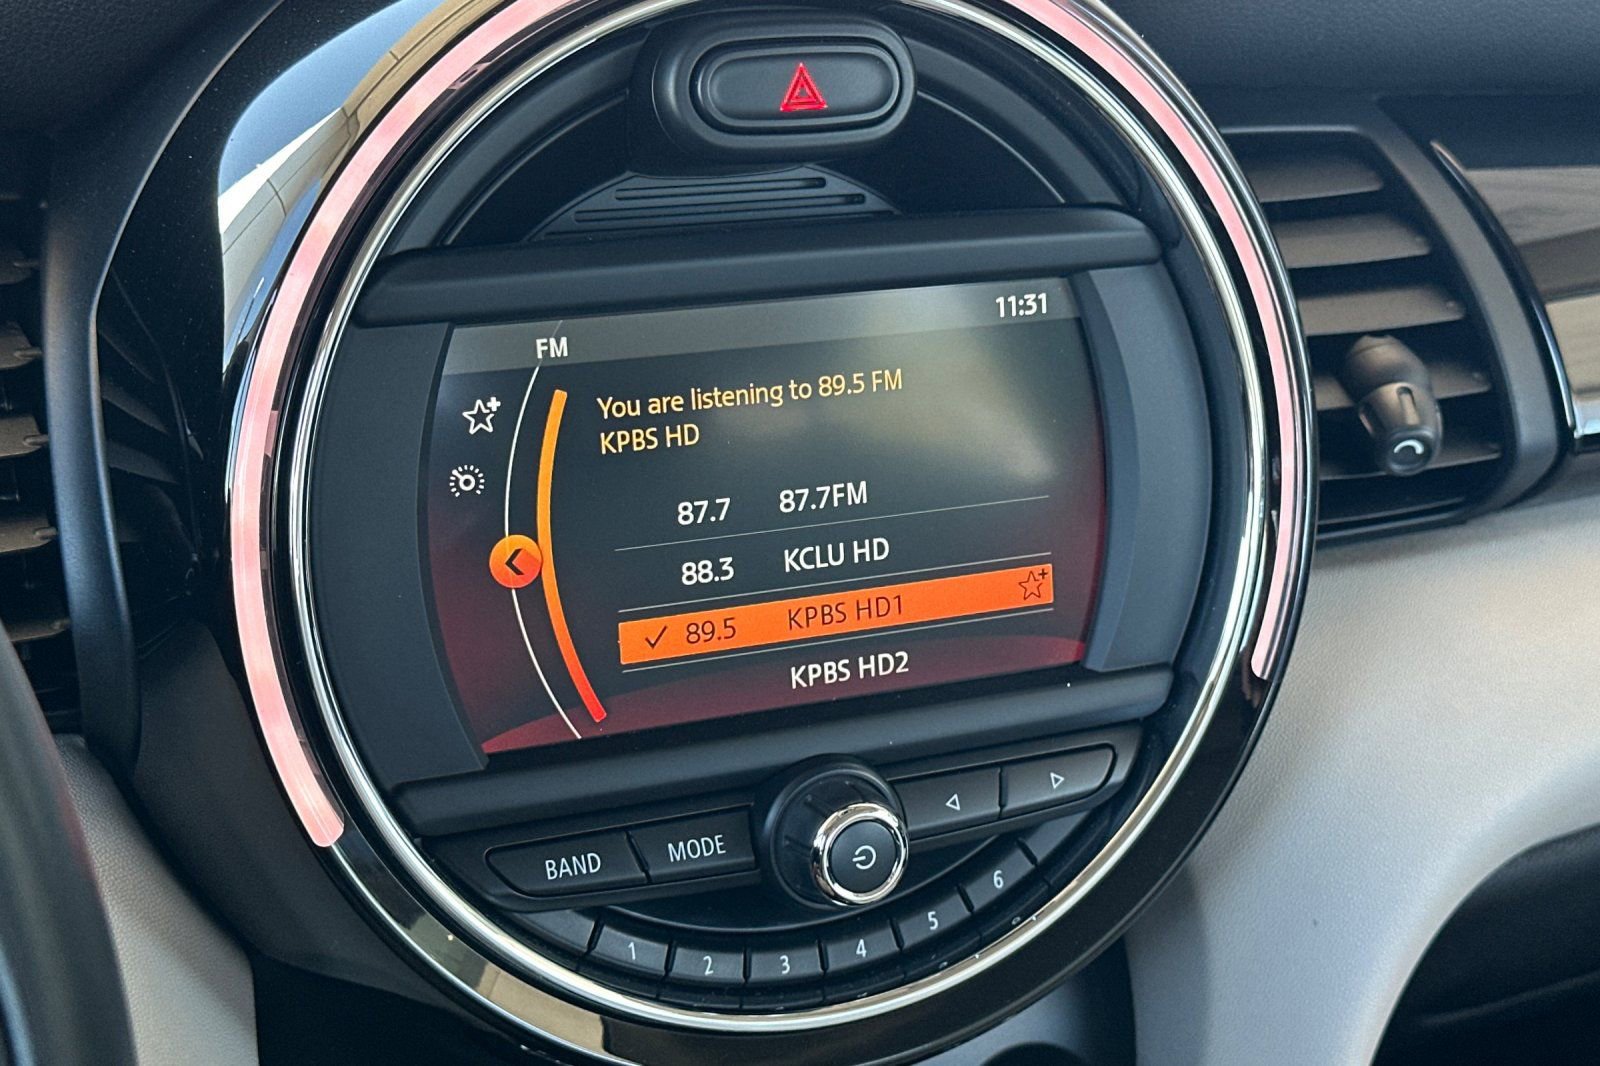 11:31
FM
You are listening to 89.5 FM
KPBS HD
87.7 87.7FM
88.3 KCLU HD
89.5 KPBS HD1
KPBS HD2
BAND MODE
1 2 3 4 5 6